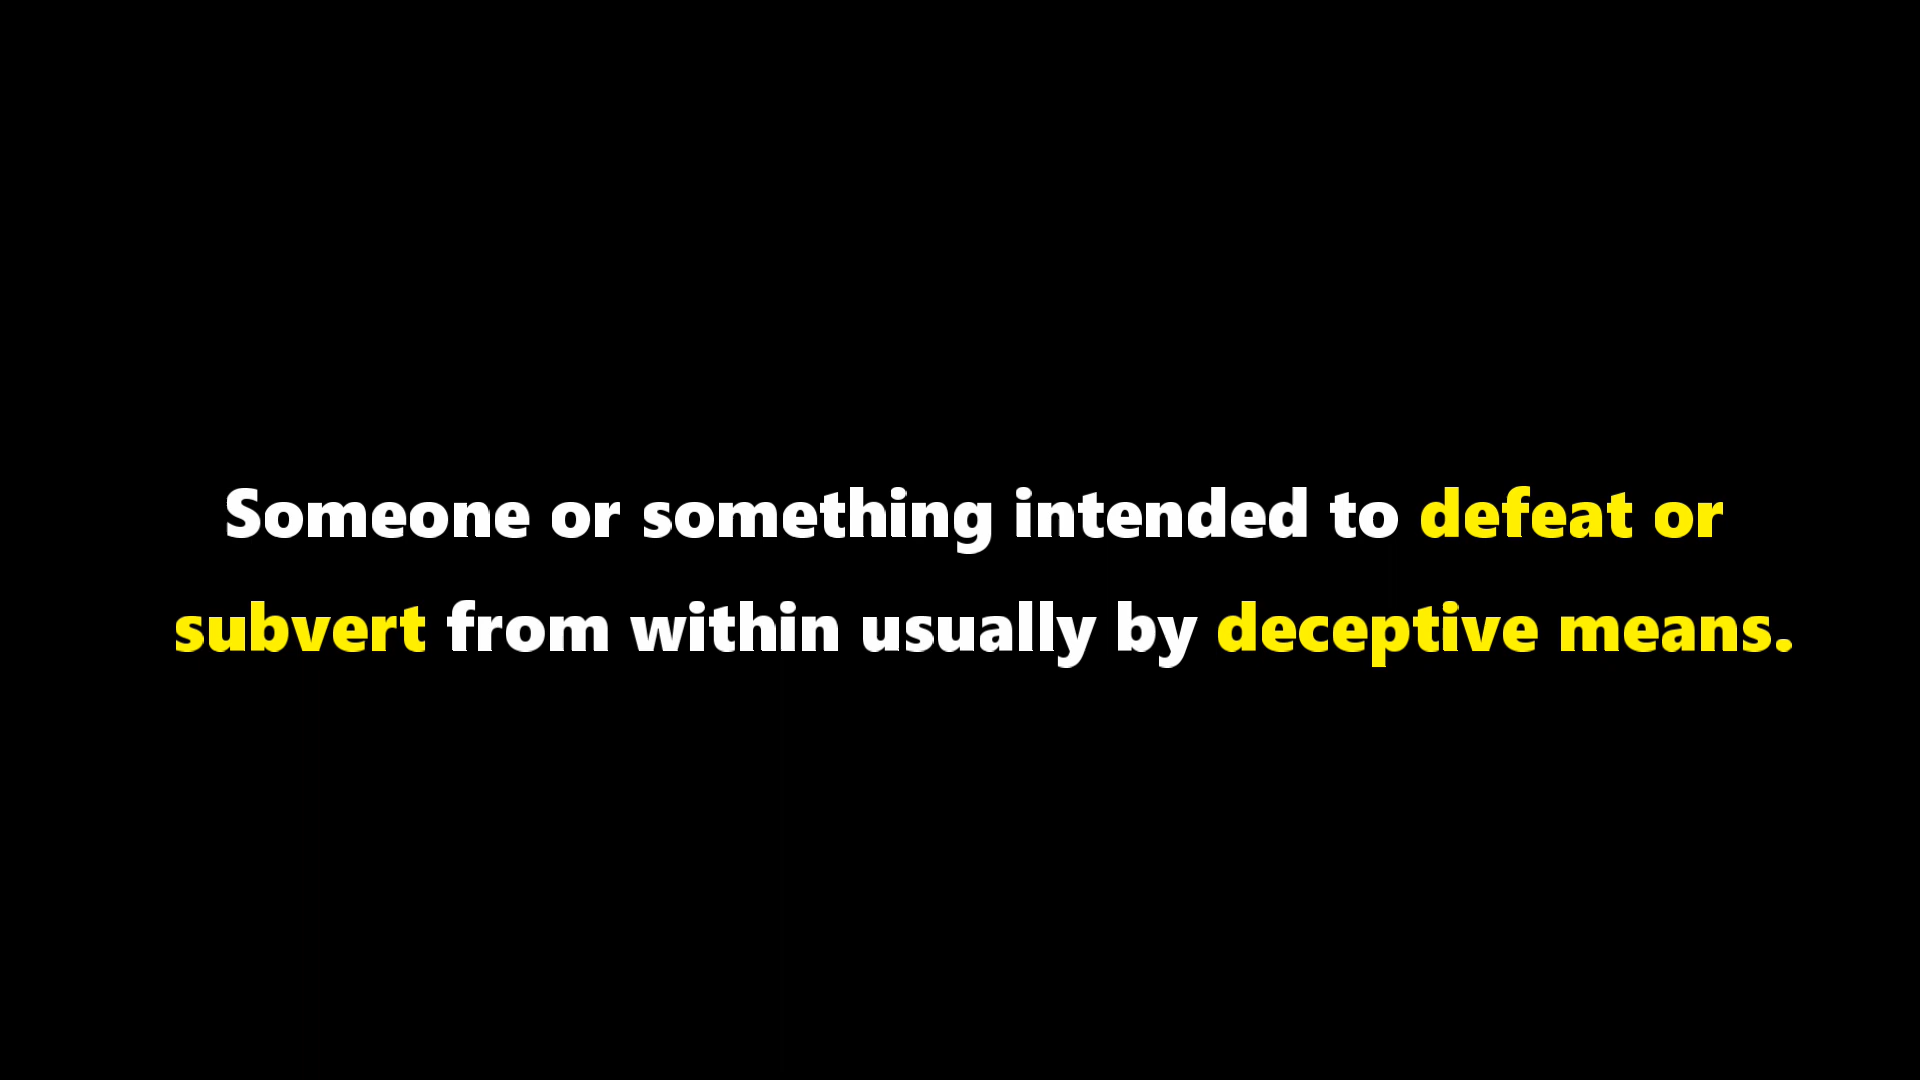 Someone or something intended to defeat or
subvert from within usually by deceptive means.